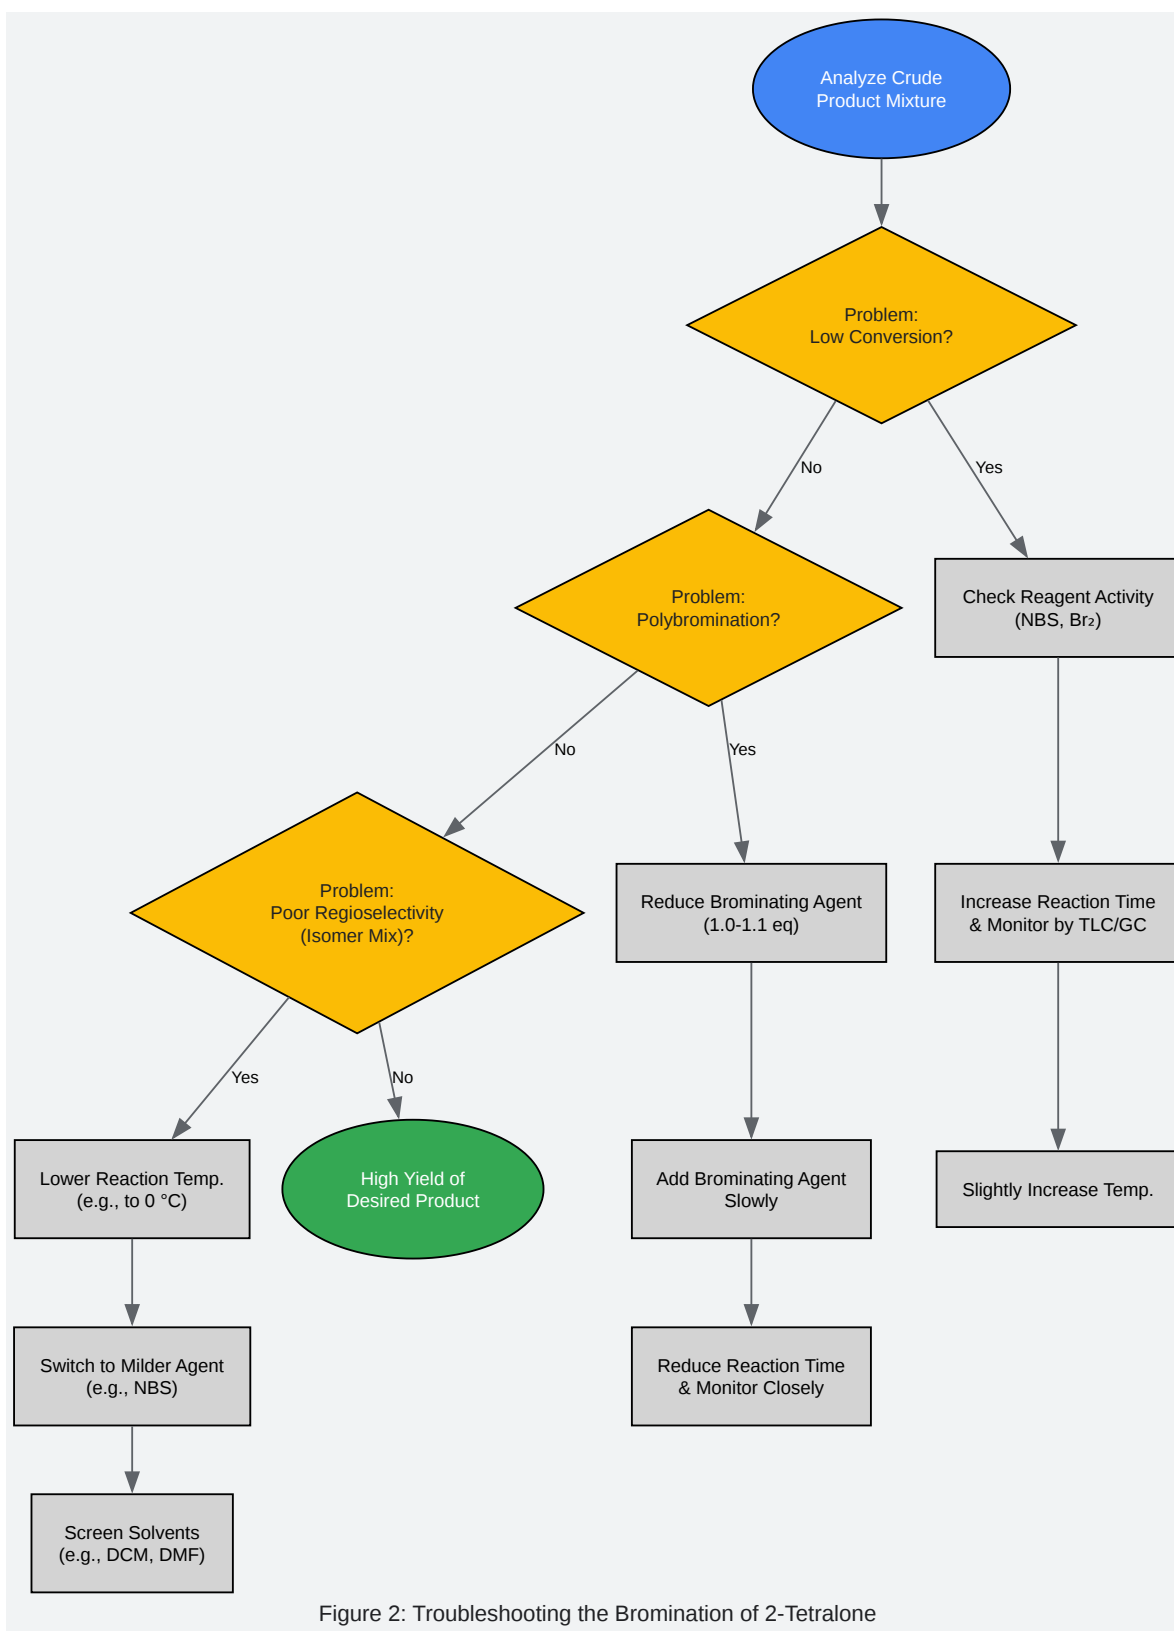 Analyze Crude
Product Mixture
Problem:
Low Conversion?
No
Yes
Problem:
Polybromination?
Check Reagent Activity
(NBS, Br₂)
No
Yes
Problem:
Poor Regioselectivity
(Isomer Mix)?
Reduce Brominating Agent
(1.0-1.1 eq)
Increase Reaction Time
& Monitor by TLC/GC
Yes
No
Lower Reaction Temp.
(e.g., to 0 °C)
High Yield of
Desired Product
Add Brominating Agent
Slowly
Slightly Increase Temp.
Switch to Milder Agent
(e.g., NBS)
Reduce Reaction Time
& Monitor Closely
Screen Solvents
(e.g., DCM, DMF)
Figure 2: Troubleshooting the Bromination of 2-Tetralone